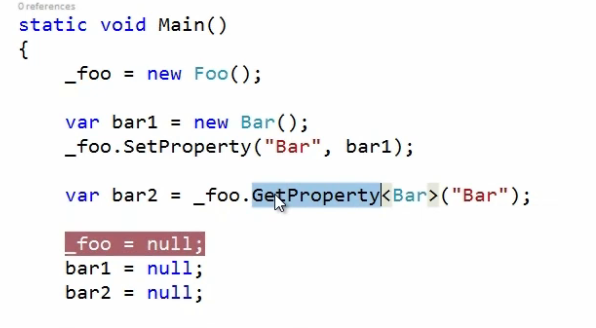 0 references
static void Main()
{
_foo = new Foo();
var bar1 = new Bar();
_foo.SetProperty("Bar", bar1);
var bar2 = _foo.GetProperty<Bar>("Bar");
_foo = null;
bar1 = null;
bar2 = null;